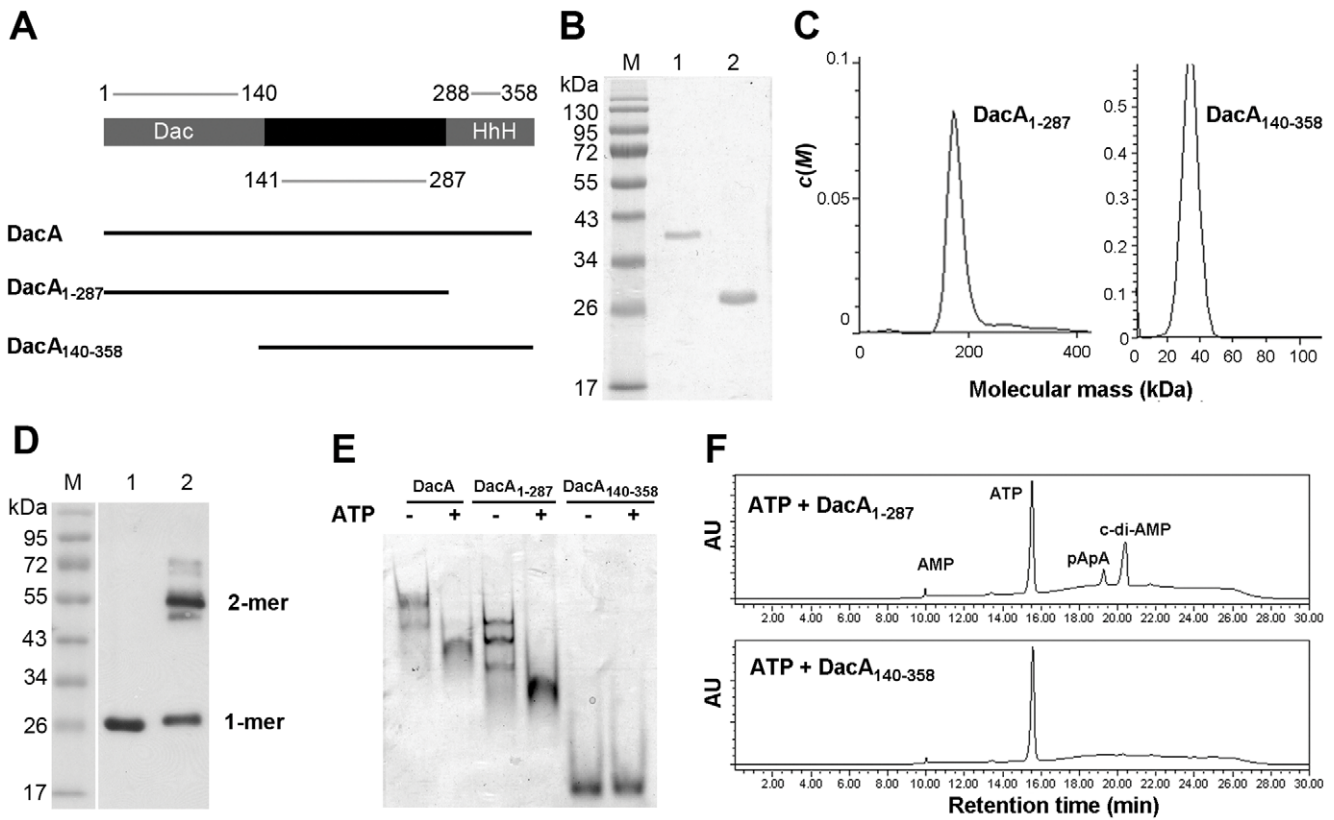 A
1 140 288 358
Dac HhH
141 287
DacA
DacA1-287
DacA140-358
B
M 1 2
kDa
130
95
72
55
43
34
26
17
C
0.1
0.05
0
c(M)
DacA1-287
0 200 400
0.5
0.4
0.3
0.2
0.1
0
DacA140-358
0 20 40 60 80 100
Molecular mass (kDa)
D
M 1 2
kDa
95
72
55
43
34
26
17
2-mer
1-mer
E
DacA DacA1-287 DacA140-358
ATP - + - + - +
F
AU
ATP + DacA1-287
AMP
ATP
pApA
c-di-AMP
2.00 4.00 6.00 8.00 10.00 12.00 14.00 16.00 18.00 20.00 22.00 24.00 26.00 28.00 30.00
AU
ATP + DacA140-358
2.00 4.00 6.00 8.00 10.00 12.00 14.00 16.00 18.00 20.00 22.00 24.00 26.00 28.00 30.00
Retention time (min)